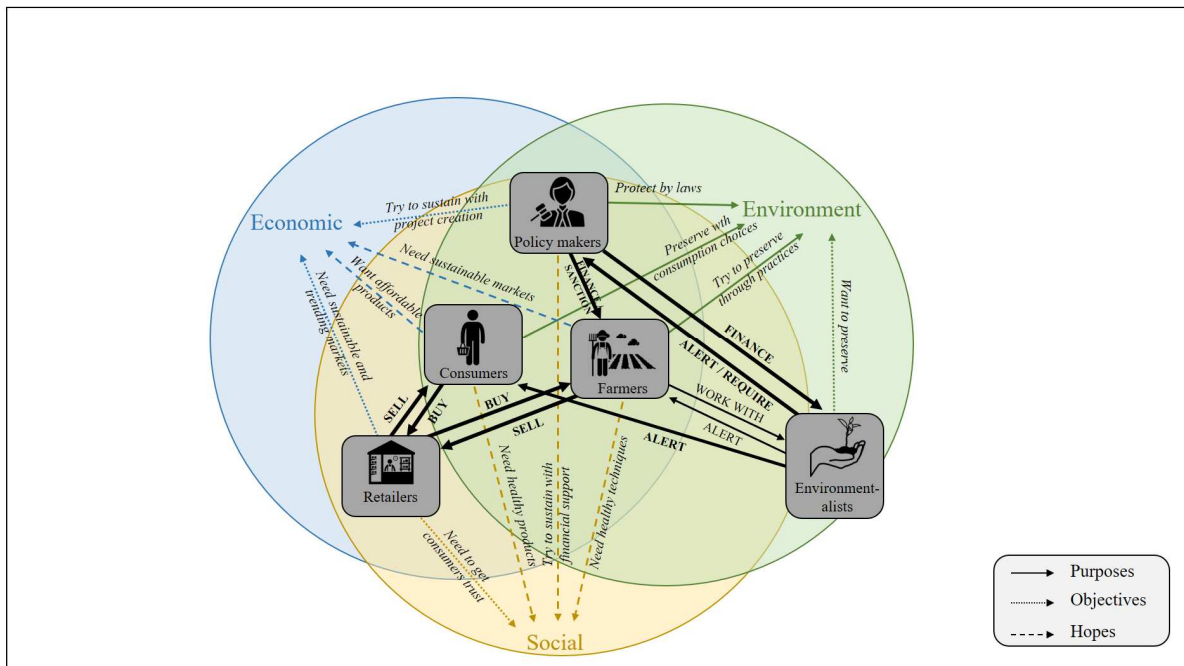 Try to sustain with
project creation
Protect by laws
Economic
Environment
Policy makers
Preserve with
consumption choices
Need sustainable markets
Want affordable
products
Need sustainable and
trending markets
FINANCE /
SANCTION
Try to preserve
through practices
Want to preserve
FINANCE
ALERT / REQUIRE
Consumers
Farmers
SELL
BUY
BUY
SELL
WORK WITH
ALERT
ALERT
Retailers
Environment-
alists
Need healthy products
Try to sustain with
financial support
Need healthy techniques
Need to get
consumers trust
Social
Purposes
Objectives
Hopes